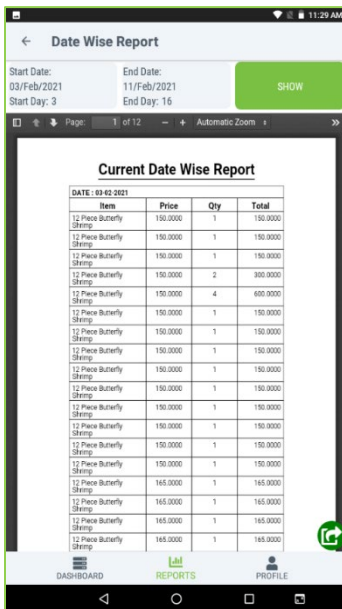 11:29 AM
Date Wise Report
Start Date:
03/Feb/2021
Start Day: 3
End Date:
11/Feb/2021
End Day: 16
SHOW
Page: 1 of 12 Automatic Zoom
Current Date Wise Report
DATE : 03-02-2021
Item Price Qty Total
12 Piece Butterfly Shrimp 150.0000 1 150.0000
12 Piece Butterfly Shrimp 150.0000 1 150.0000
12 Piece Butterfly Shrimp 150.0000 1 150.0000
12 Piece Butterfly Shrimp 150.0000 2 300.0000
12 Piece Butterfly Shrimp 150.0000 4 600.0000
12 Piece Butterfly Shrimp 150.0000 1 150.0000
12 Piece Butterfly Shrimp 150.0000 1 150.0000
12 Piece Butterfly Shrimp 150.0000 1 150.0000
12 Piece Butterfly Shrimp 150.0000 1 150.0000
12 Piece Butterfly Shrimp 150.0000 1 150.0000
12 Piece Butterfly Shrimp 150.0000 1 150.0000
12 Piece Butterfly Shrimp 150.0000 1 150.0000
12 Piece Butterfly Shrimp 150.0000 1 150.0000
12 Piece Butterfly Shrimp 150.0000 1 150.0000
12 Piece Butterfly Shrimp 165.0000 1 165.0000
12 Piece Butterfly Shrimp 165.0000 1 165.0000
12 Piece Butterfly Shrimp 165.0000 1 165.0000
12 Piece Butterfly Shrimp 165.0000 1 165.0000
DASHBOARD
REPORTS
PROFILE